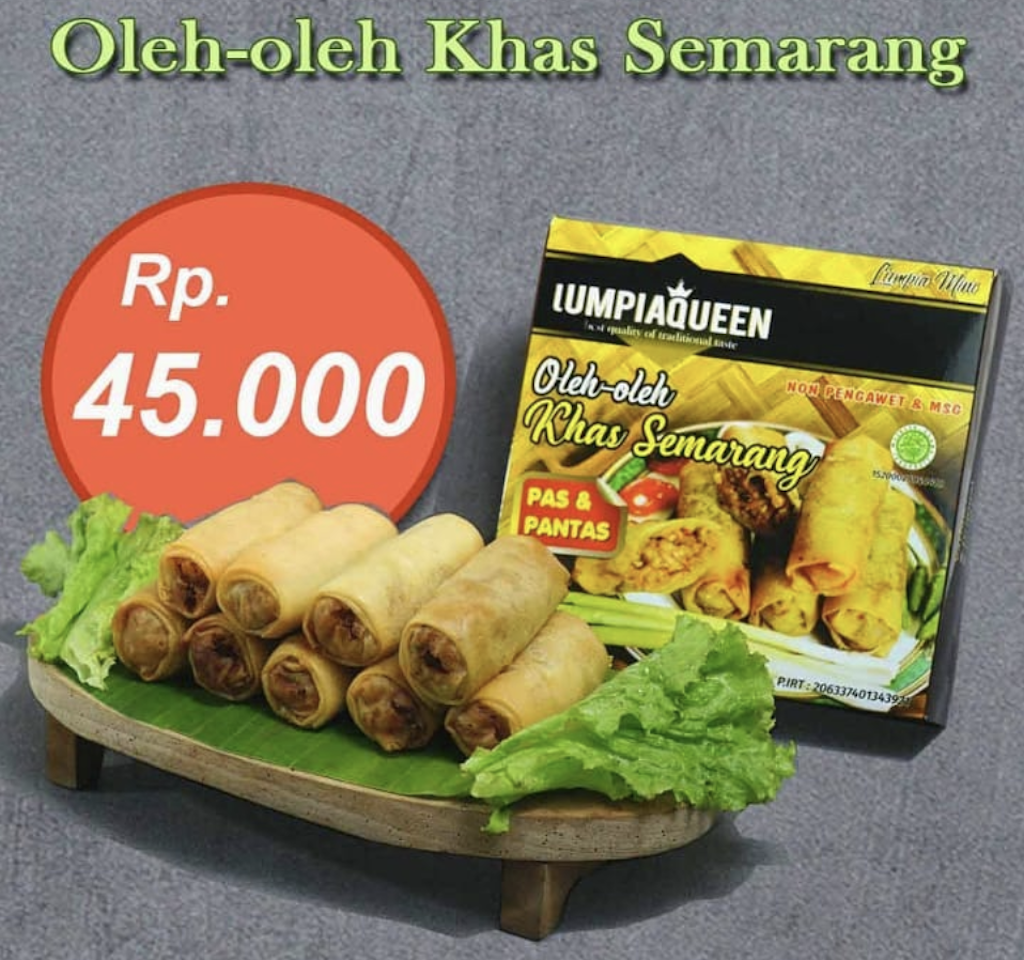 Oleh-oleh Khas Semarang
Rp.
45.000
Lumpia Mini
LUMPIAQUEEN
best quality of traditional taste
Oleh-oleh
Khas Semarang
NON PENGAWET & MSG
PAS &
PANTAS
P.IRT :